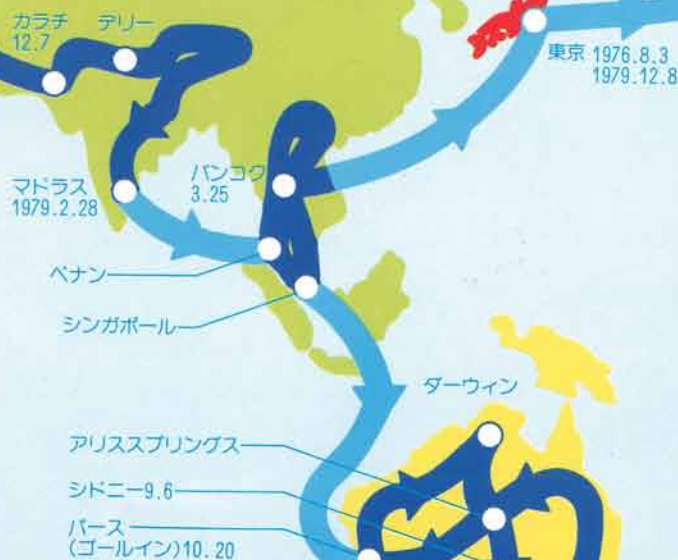 カラチ
12.7
デリー
東京 1976.8.3
1979.12.8
マドラス
1979.2.28
バンコク
3.25
ペナン
シンガポール
ダーウィン
アリススプリングス
シドニー9.6
パース
(ゴールイン)10.20